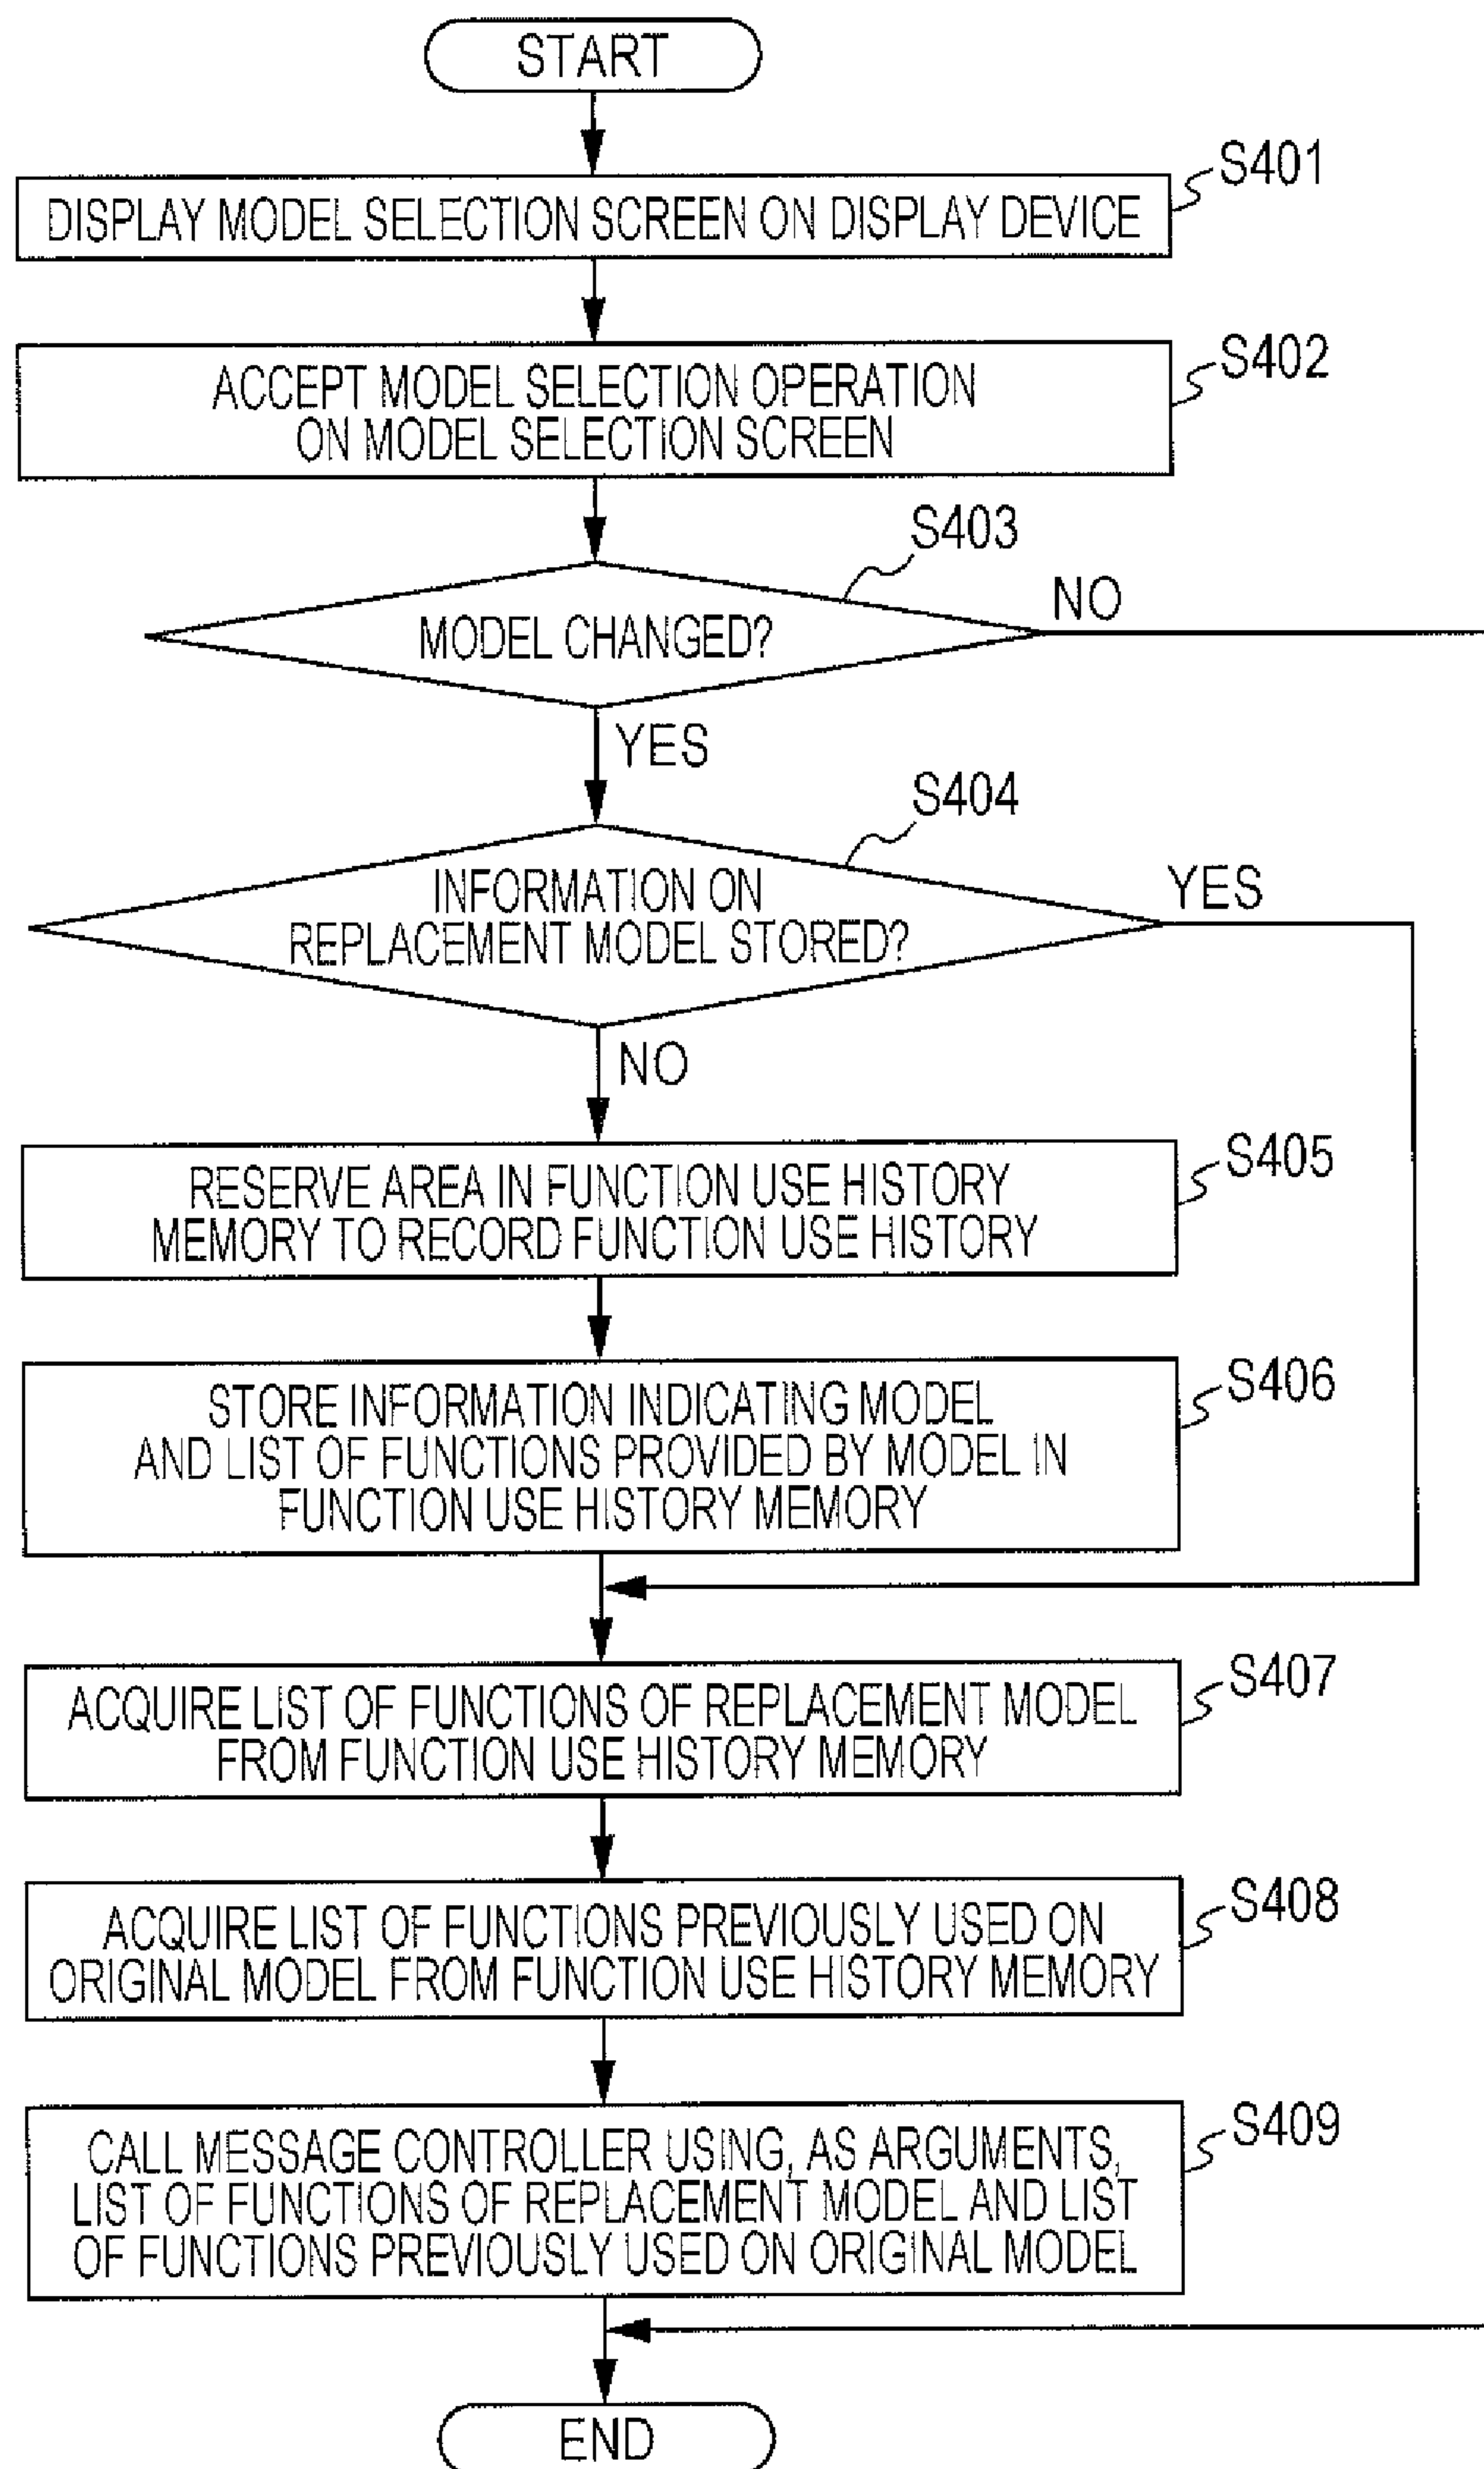 START
S401
DISPLAY MODEL SELECTION SCREEN ON DISPLAY DEVICE
S402
ACCEPT MODEL SELECTION OPERATION
ON MODEL SELECTION SCREEN
S403
MODEL CHANGED?
NO
YES
S404
INFORMATION ON
REPLACEMENT MODEL STORED?
YES
NO
S405
RESERVE AREA IN FUNCTION USE HISTORY
MEMORY TO RECORD FUNCTION USE HISTORY
S406
STORE INFORMATION INDICATING MODEL
AND LIST OF FUNCTIONS PROVIDED BY MODEL IN
FUNCTION USE HISTORY MEMORY
S407
ACQUIRE LIST OF FUNCTIONS OF REPLACEMENT MODEL
FROM FUNCTION USE HISTORY MEMORY
S408
ACQUIRE LIST OF FUNCTIONS PREVIOUSLY USED ON
ORIGINAL MODEL FROM FUNCTION USE HISTORY MEMORY
S409
CALL MESSAGE CONTROLLER USING, AS ARGUMENTS,
LIST OF FUNCTIONS OF REPLACEMENT MODEL AND LIST
OF FUNCTIONS PREVIOUSLY USED ON ORIGINAL MODEL
END